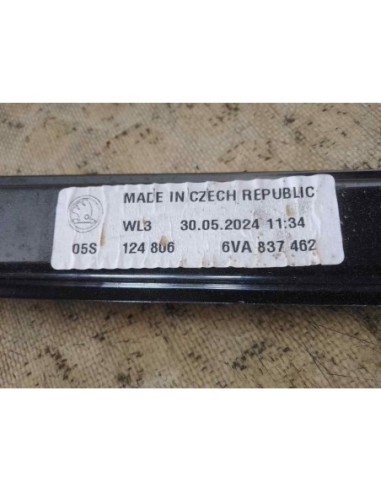 MADE IN CZECH REPUBLIC
WL3 30.05.2024 11:34
05S 124 806 6VA 837 462